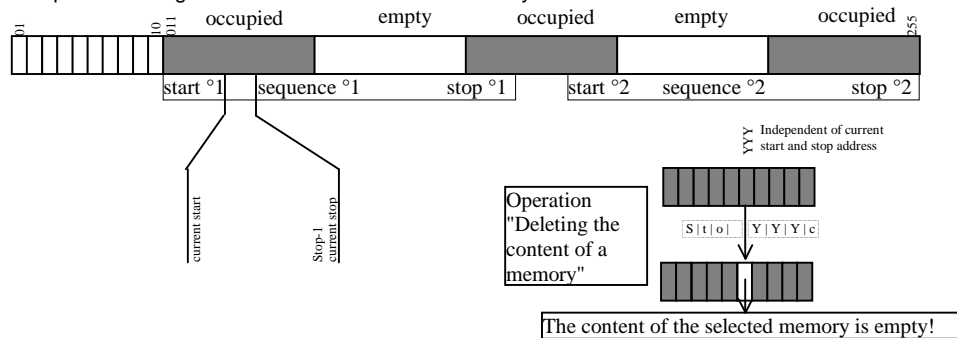 occupied empty occupied empty occupied
01 10 011 255
start °1 sequence °1 stop °1 start °2 sequence °2 stop °2
current start
Stop-1
current stop
YYY Independent of current
start and stop address
Operation
"Deleting the
content of a
memory"
S|t|o| Y|Y|Y|c
The content of the selected memory is empty!